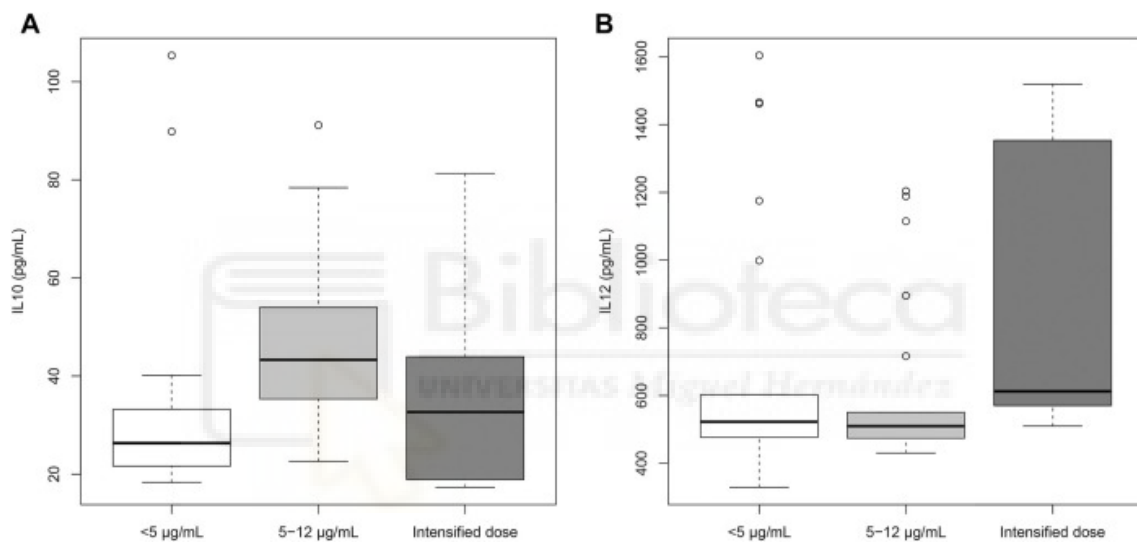 A
B
IL10 (pg/mL)
100
80
60
40
20
<5 µg/mL
5−12 µg/mL
Intensified dose
IL12 (pg/mL)
1600
1400
1200
1000
800
600
400
<5 µg/mL
5−12 µg/mL
Intensified dose
Biblioteca
UNIVERSITAS Miguel Hernández